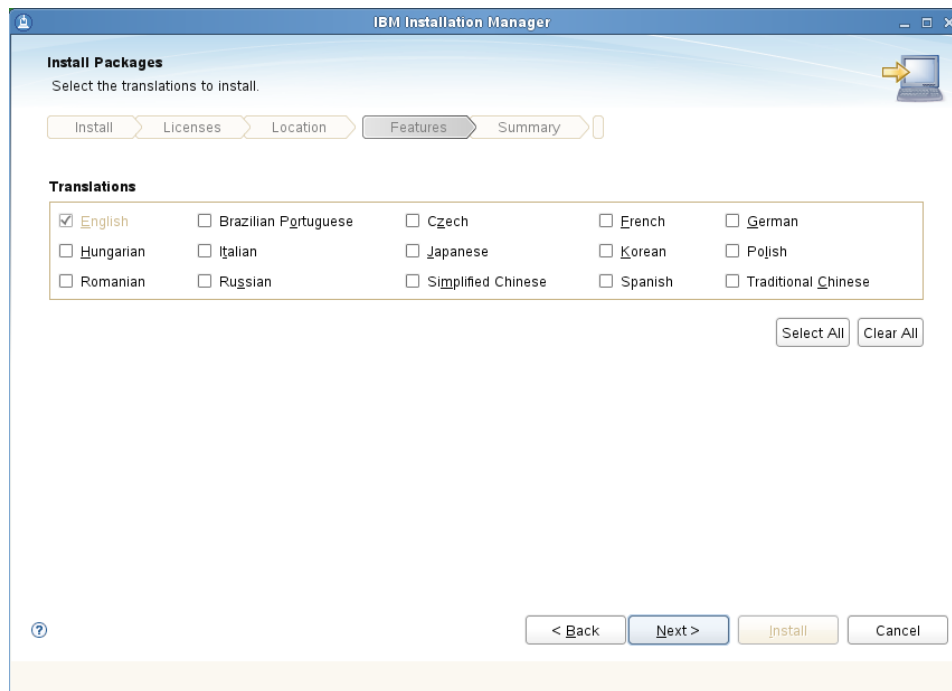 IBM Installation Manager
Install Packages
Select the translations to install.
Install Licenses Location Features Summary
Translations
English Brazilian Portuguese Czech French German
Hungarian Italian Japanese Korean Polish
Romanian Russian Simplified Chinese Spanish Traditional Chinese
Select All Clear All
? < Back Next > Install Cancel